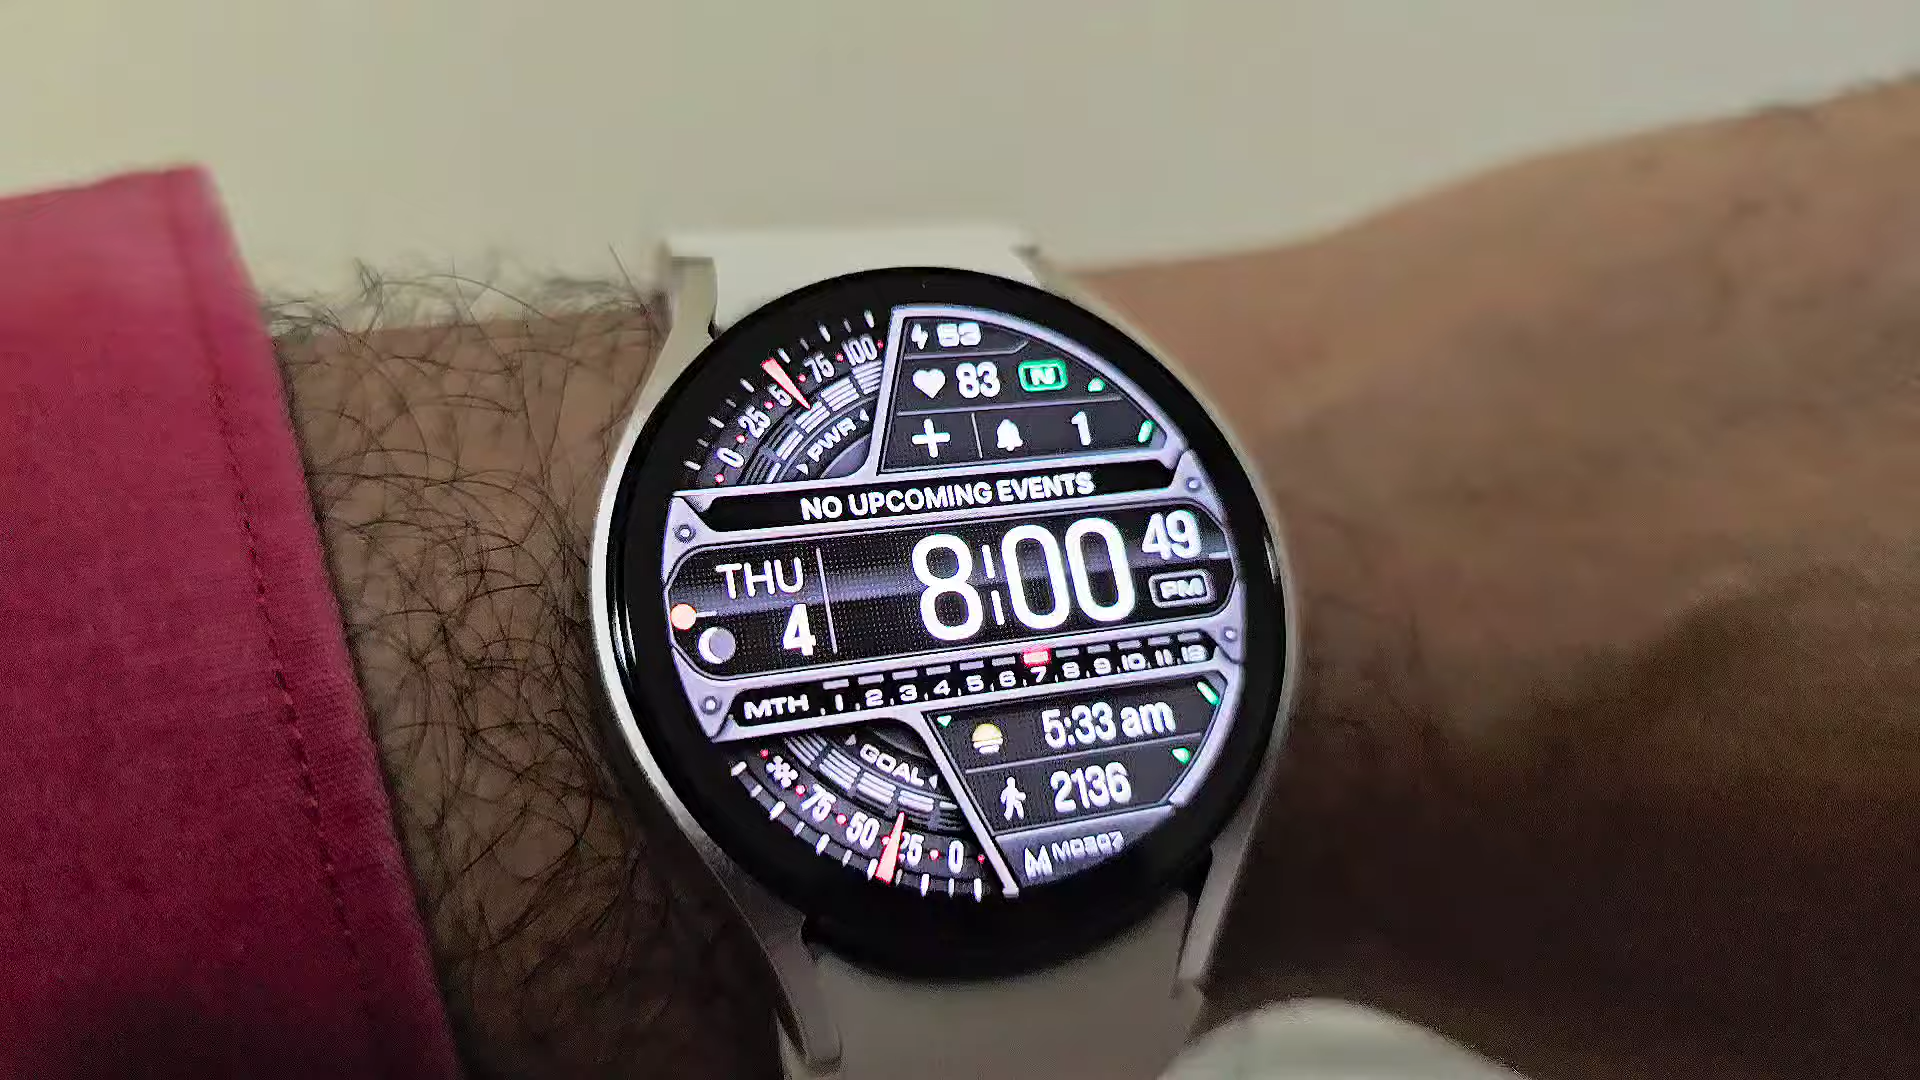 53
0 25 5 75 100
PWR
83 N
1
NO UPCOMING EVENTS
THU
4
8:00
49
PM
MTH 1 2 3 4 5 6 7 8 9 10 11 12
5:33 am
2136
GOAL
75 50 25 0